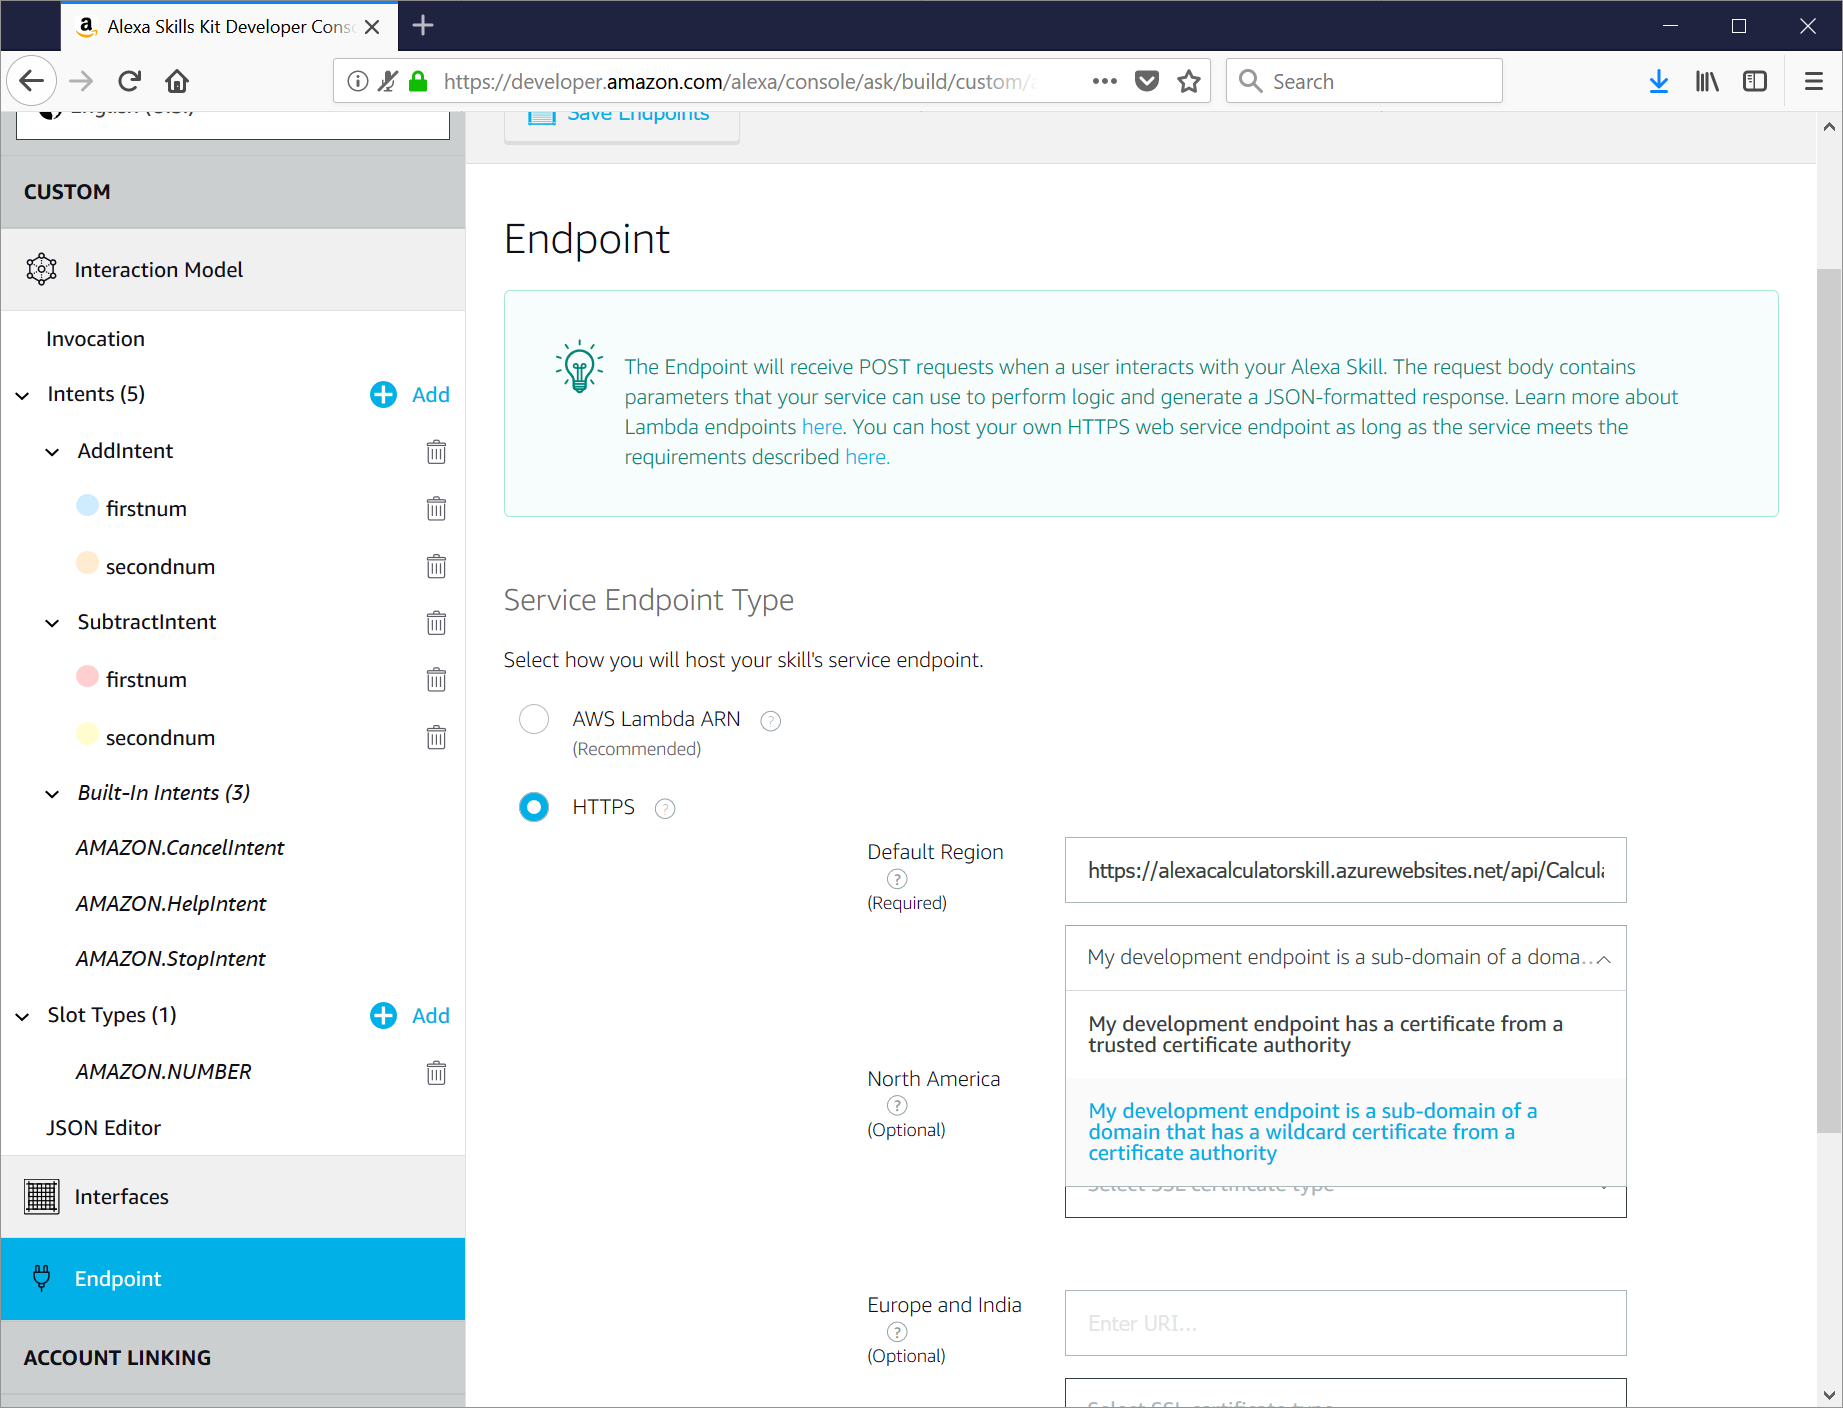 Alexa Skills Kit Developer Cons
https://developer.amazon.com/alexa/console/ask/build/custom/
Search
English (U.S.)
Save Endpoints
CUSTOM
Interaction Model
Invocation
Intents (5)
Add
AddIntent
firstnum
secondnum
SubtractIntent
firstnum
secondnum
Built-In Intents (3)
AMAZON.CancelIntent
AMAZON.HelpIntent
AMAZON.StopIntent
Slot Types (1)
Add
AMAZON.NUMBER
JSON Editor
Interfaces
Endpoint
ACCOUNT LINKING
Endpoint
The Endpoint will receive POST requests when a user interacts with your Alexa Skill. The request body contains
parameters that your service can use to perform logic and generate a JSON-formatted response. Learn more about
Lambda endpoints here. You can host your own HTTPS web service endpoint as long as the service meets the
requirements described here.
Service Endpoint Type
Select how you will host your skill's service endpoint.
AWS Lambda ARN ?
(Recommended)
HTTPS ?
Default Region
?
(Required)
https://alexacalculatorskill.azurewebsites.net/api/Calcula
My development endpoint is a sub-domain of a doma...
My development endpoint has a certificate from a
trusted certificate authority
My development endpoint is a sub-domain of a
domain that has a wildcard certificate from a
certificate authority
North America
?
(Optional)
Select SSL certificate type
Europe and India
?
(Optional)
Enter URI...
Select SSL certificate type